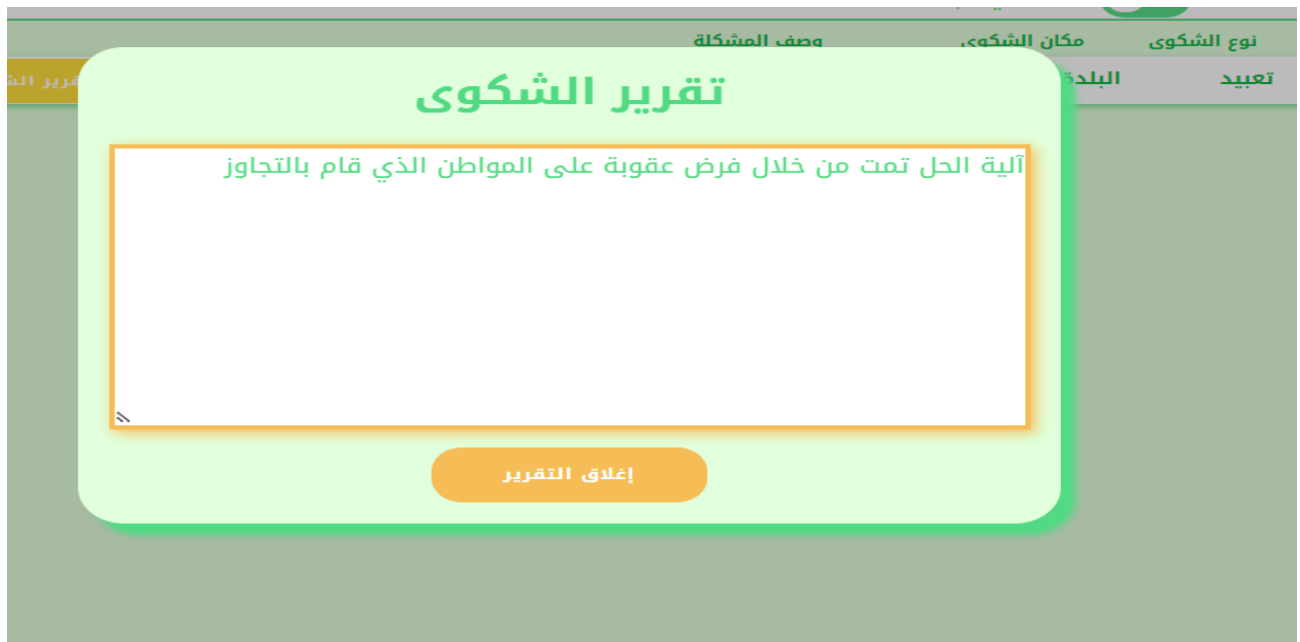 نوع الشكوى مكان الشكوى وصف المشكلة
تعبيد البلدة
تقرير الشكوى
آلية الحل تمت من خلال فرض عقوبة على المواطن الذي قام بالتجاوز
إغلاق التقرير